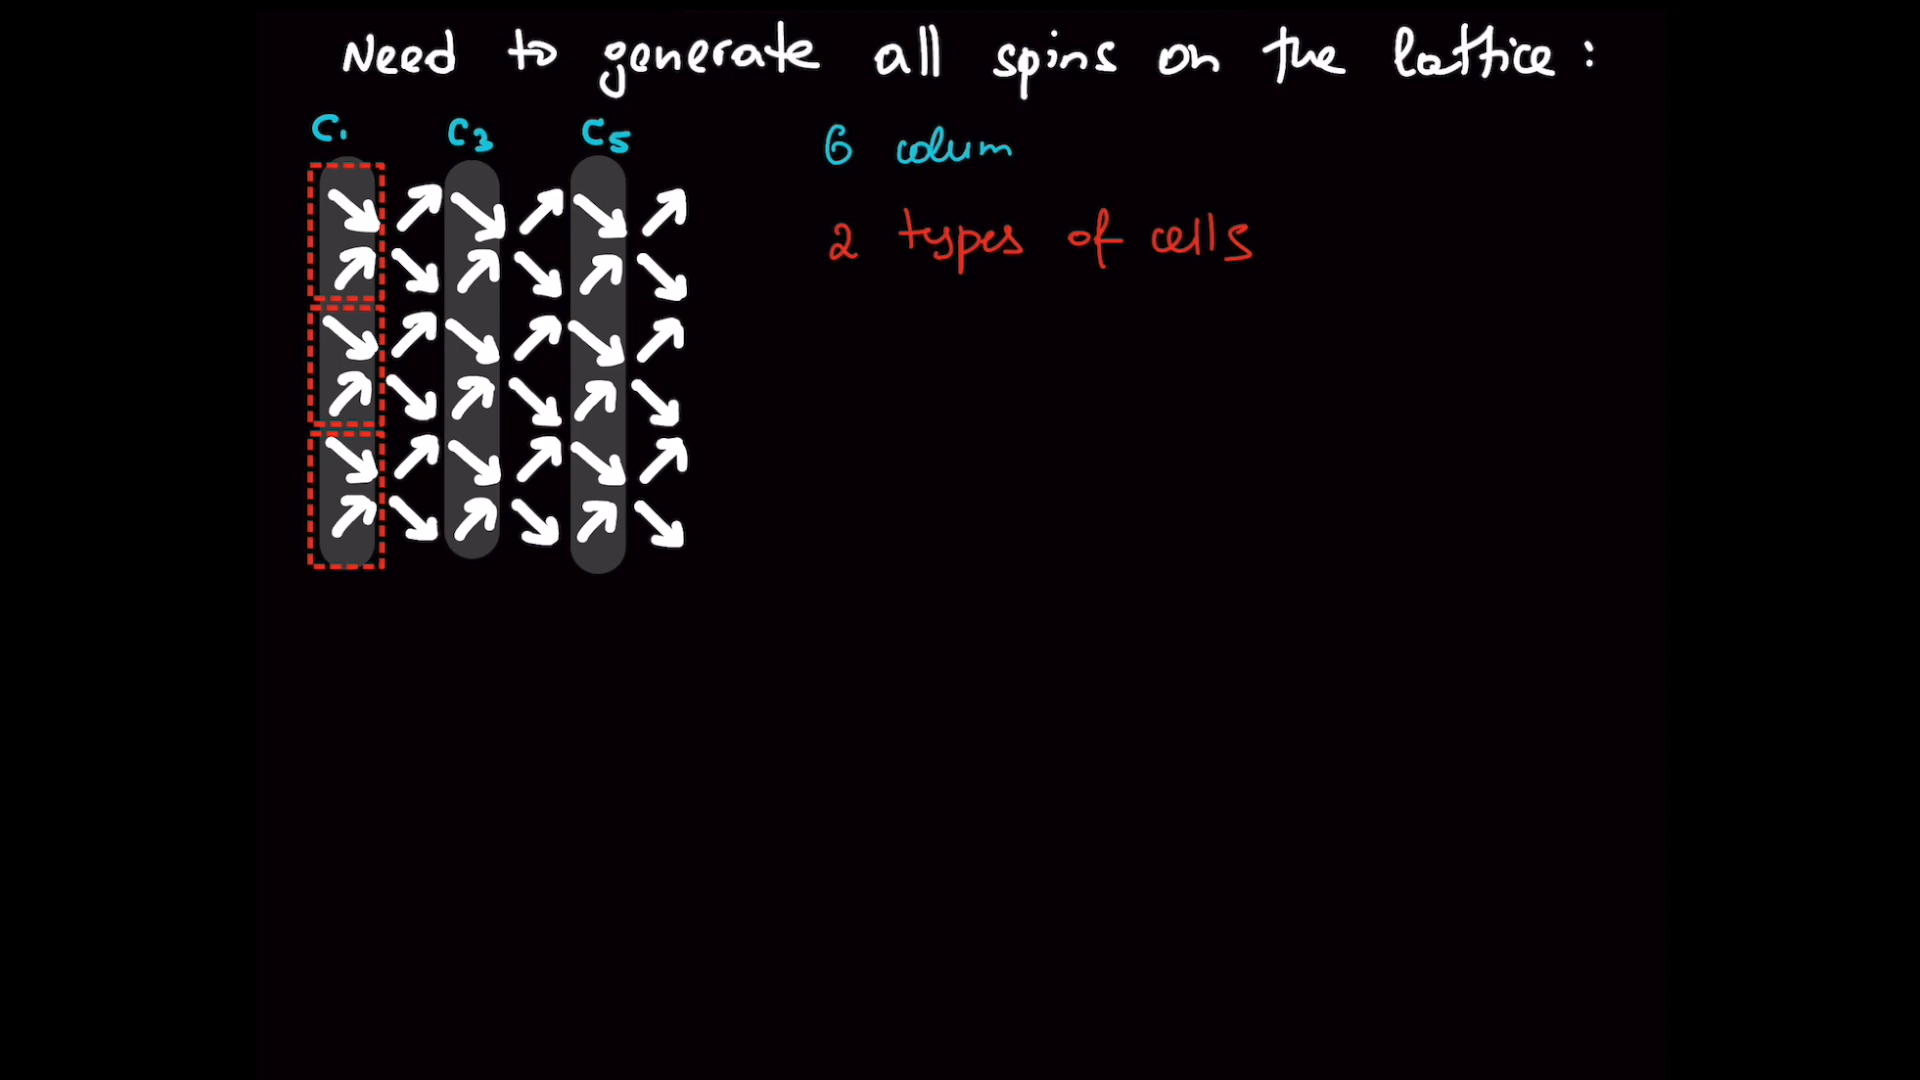 Need to generate all spins on the lattice :
C1 C3 C5
6 colum
2 types of cells